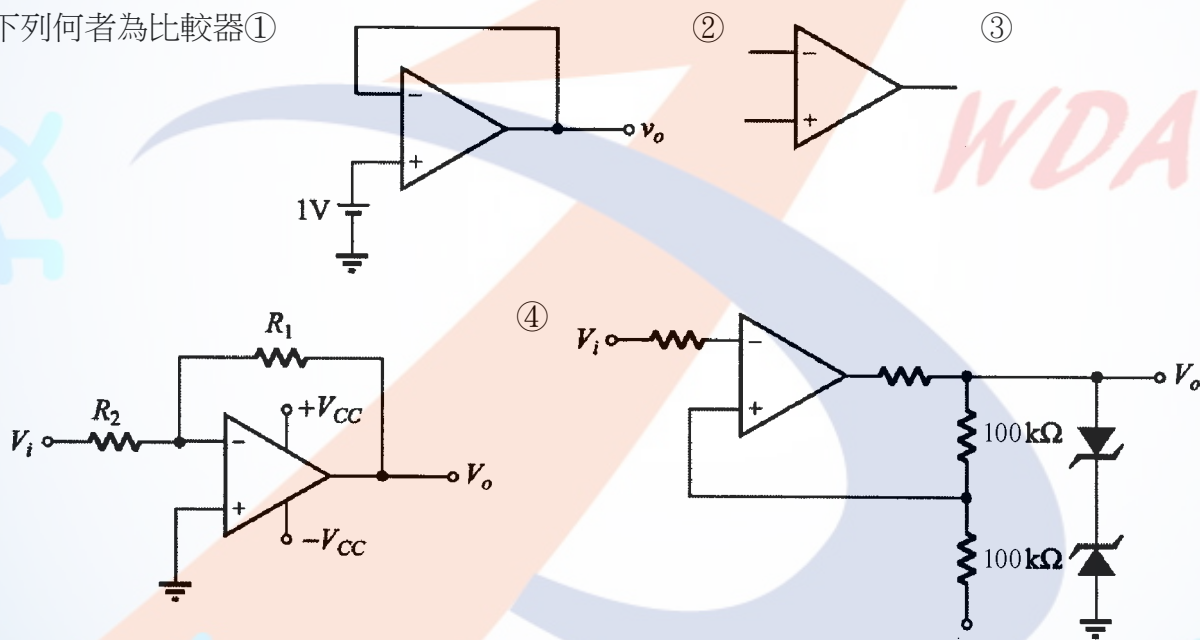 下列何者為比較器①
②
③
−
+
1V
v_o
−
+
WDA
④
R_1
R_2
V_i
+V_CC
−
+
−V_CC
V_o
V_i
−
+
V_o
100kΩ
100kΩ